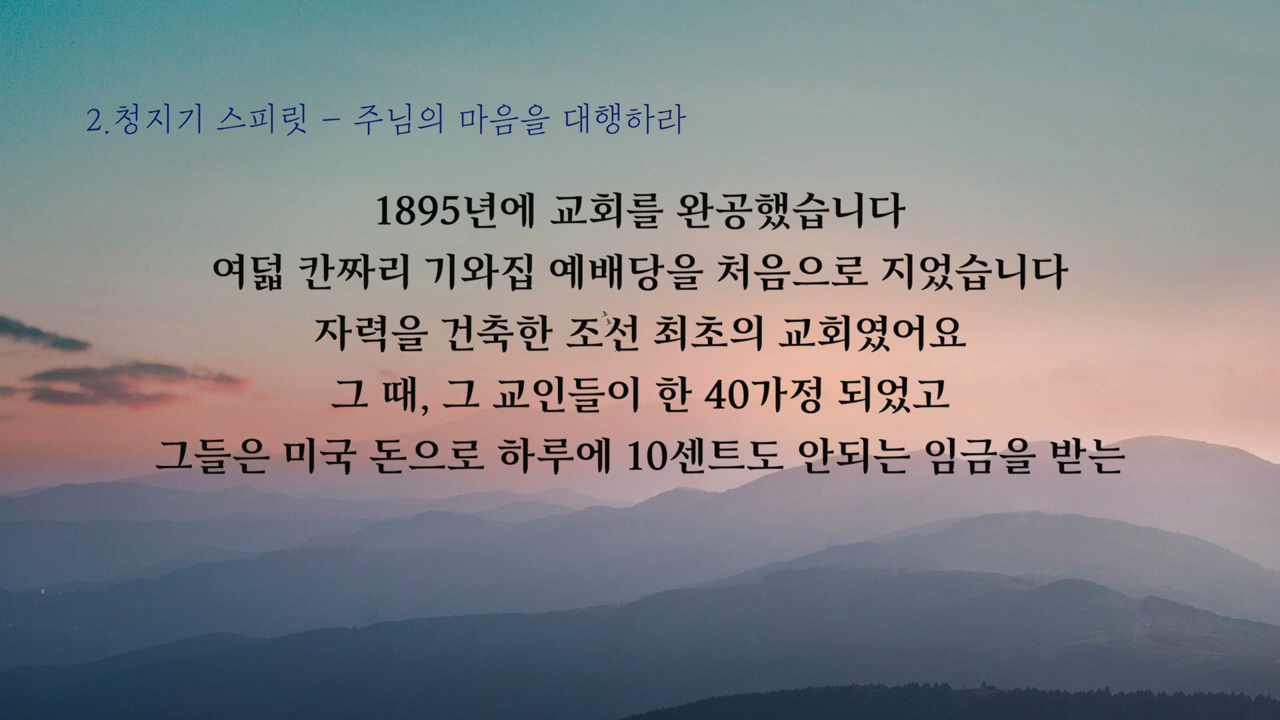 2.청지기 스피릿 - 주님의 마음을 대행하라
1895년에 교회를 완공했습니다
여덟 칸짜리 기와집 예배당을 처음으로 지었습니다
자력을 건축한 조선 최초의 교회였어요
그 때, 그 교인들이 한 40가정 되었고
그들은 미국 돈으로 하루에 10센트도 안되는 임금을 받는